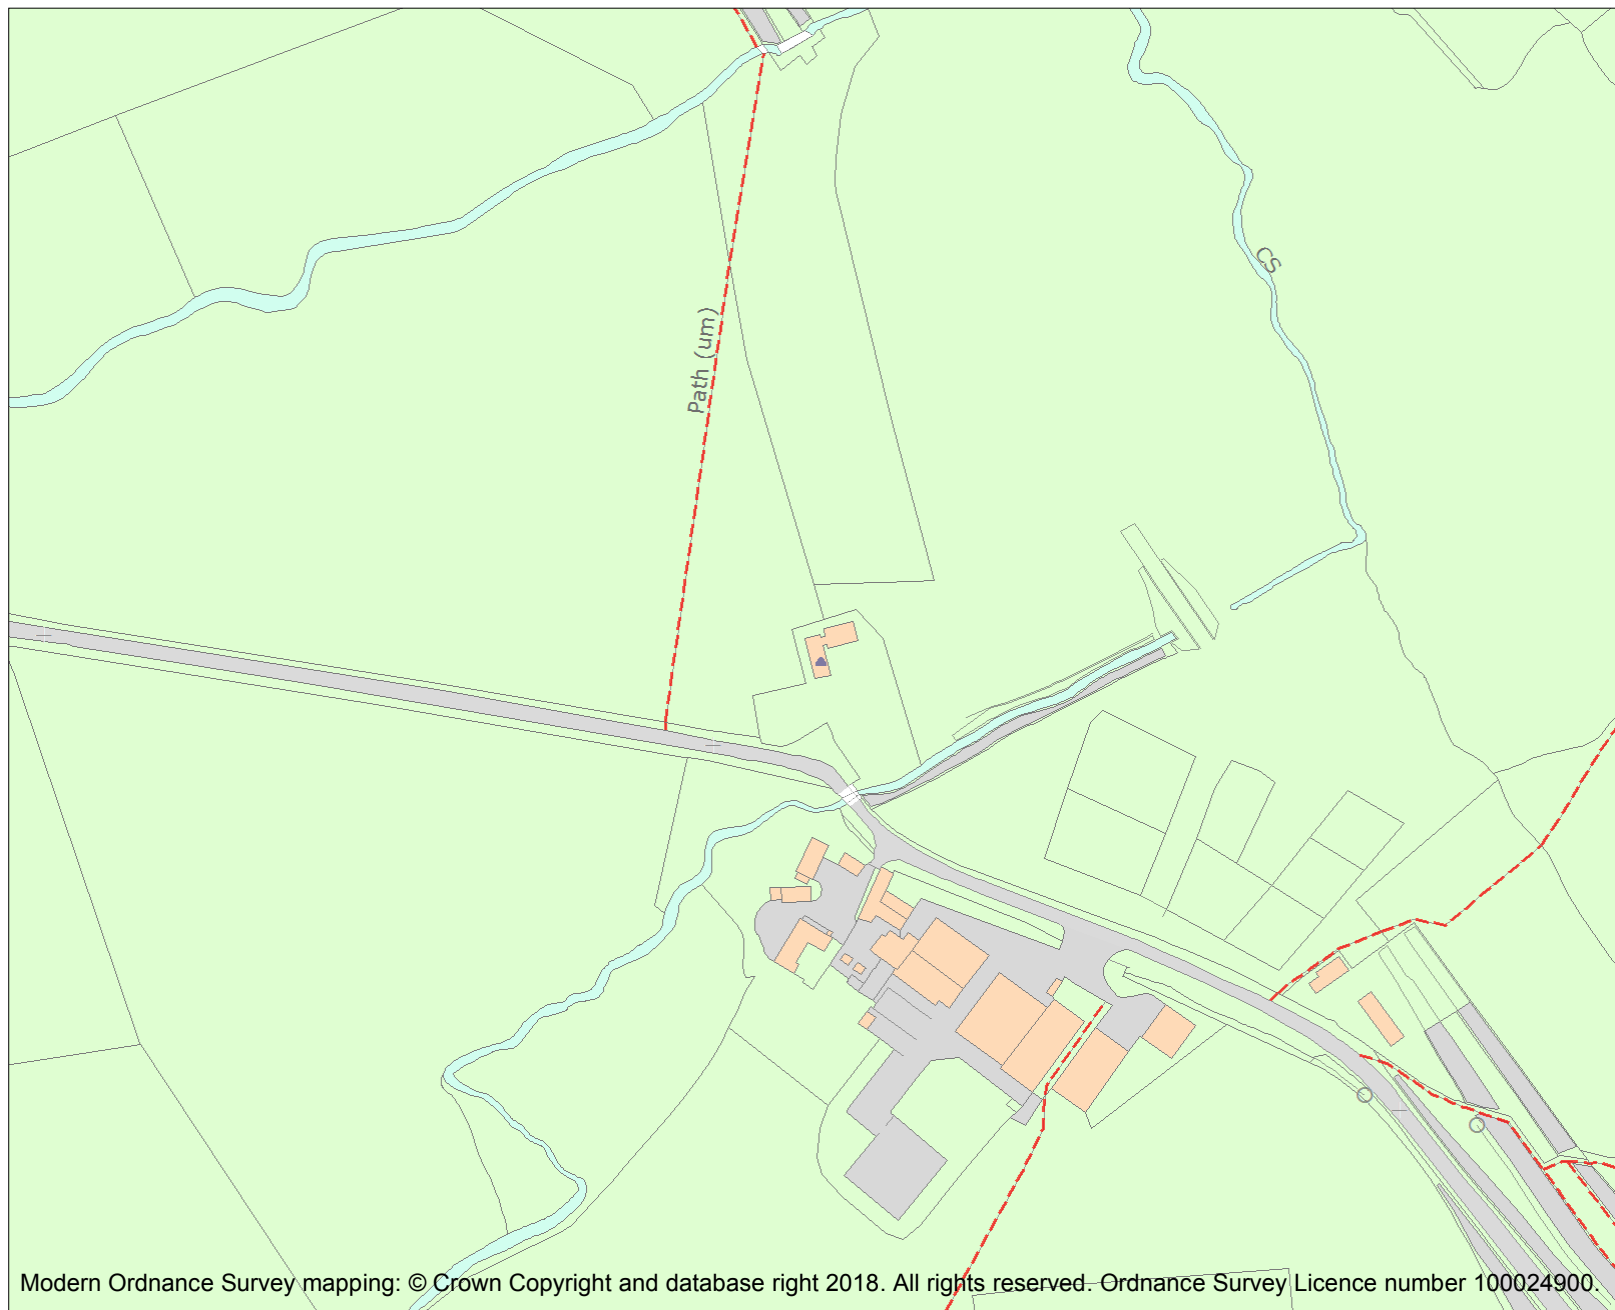 CS
Path (um)
Modern Ordnance Survey mapping: © Crown Copyright and database right 2018. All rights reserved. Ordnance Survey Licence number 100024900.